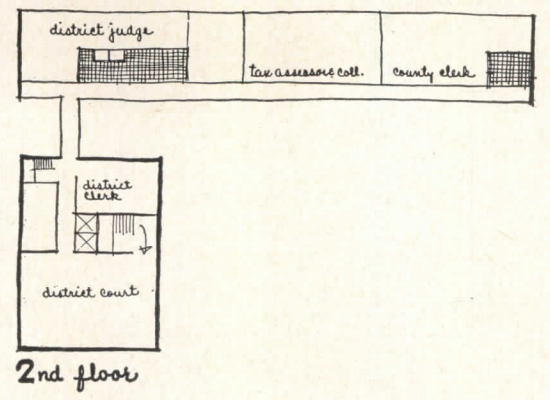 district judge
tax assessor & coll.
county clerk
district
clerk
district court
2nd floor